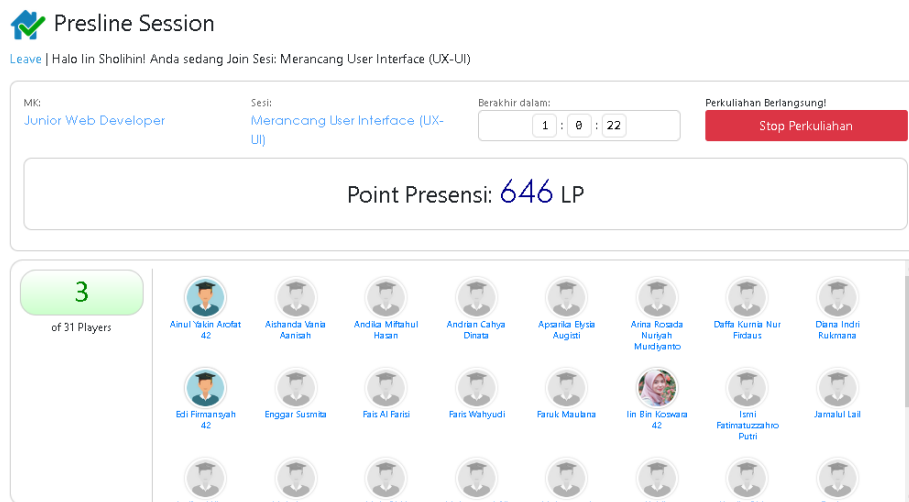 Presline Session
Leave | Halo Iin Sholihin! Anda sedang Join Sesi: Merancang User Interface (UX-UI)
MK:
Junior Web Developer
Sesi:
Merancang User Interface (UX-
UI)
Berakhir dalam:
1 : 0 : 22
Perkuliahan Berlangsung!
Stop Perkuliahan
Point Presensi: 646 LP
3
of 31 Players
Ainul Yakin Arofat
42
Aishanda Vania
Aanisah
Andika Miftahul
Hasan
Andrian Cahya
Dinata
Apsarika Elysia
Augisti
Arina Rosada
Nuriyah
Murdiyanto
Daffa Kurnia Nur
Firdaus
Diana Indri
Rukmana
Edi Firmansyah
42
Enggar Susmita
Fais Al Farisi
Faris Wahyudi
Faruk Maulana
Iin Bin Koswara
42
Ismi
Fatimatuzzahro
Putri
Jamalul Lail